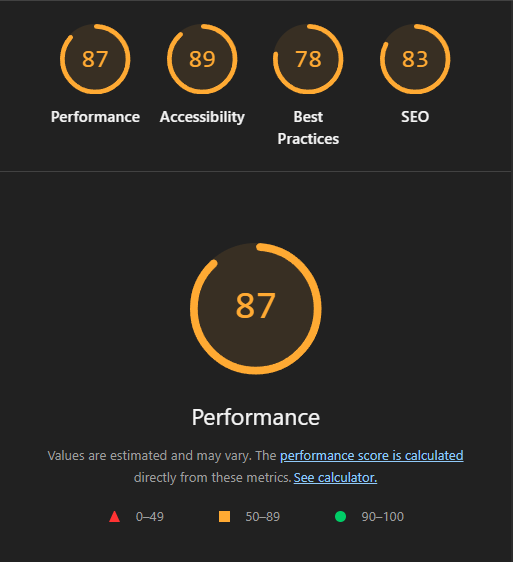 87
89
78
83
Performance
Accessibility
Best
Practices
SEO
87
Performance
Values are estimated and may vary. The performance score is calculated
directly from these metrics. See calculator.
0–49
50–89
90–100